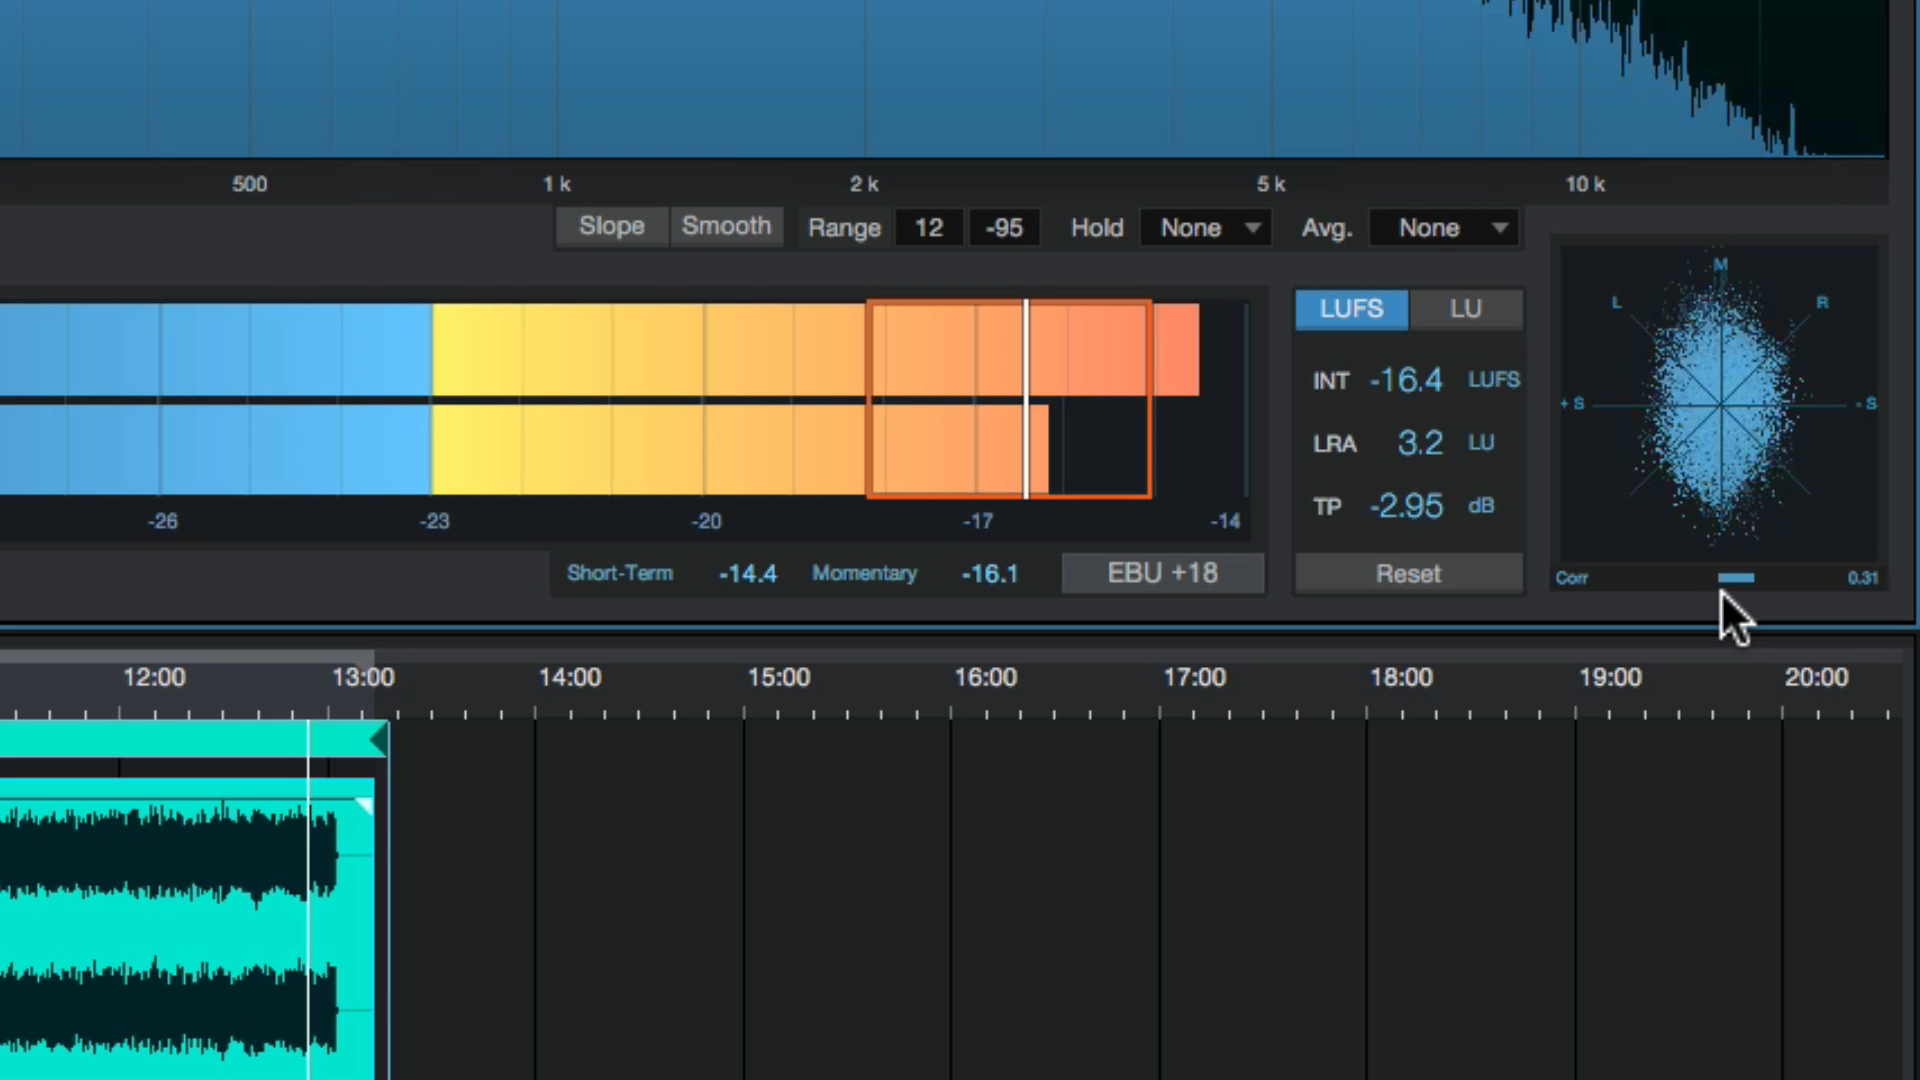 500 1 k 2 k 5 k 10 k
Slope Smooth Range 12 -95 Hold None Avg. None
M
L R
+ S - S
LUFS LU
INT -16.4 LUFS
LRA 3.2 LU
TP -2.95 dB
-26 -23 -20 -17 -14
Short-Term -14.4 Momentary -16.1 EBU +18 Reset
Corr 0.31
12:00 13:00 14:00 15:00 16:00 17:00 18:00 19:00 20:00